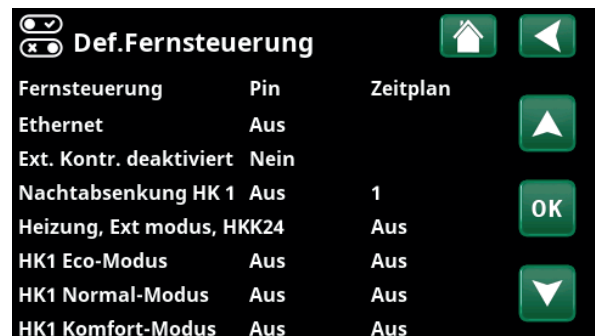 Def.Fernsteuerung
Fernsteuerung Pin Zeitplan
Ethernet Aus
Ext. Kontr. deaktiviert Nein
Nachtabsenkung HK 1 Aus 1
OK
Heizung, Ext modus, HKK24 Aus
HK1 Eco-Modus Aus Aus
HK1 Normal-Modus Aus Aus
HK1 Komfort-Modus Aus Aus